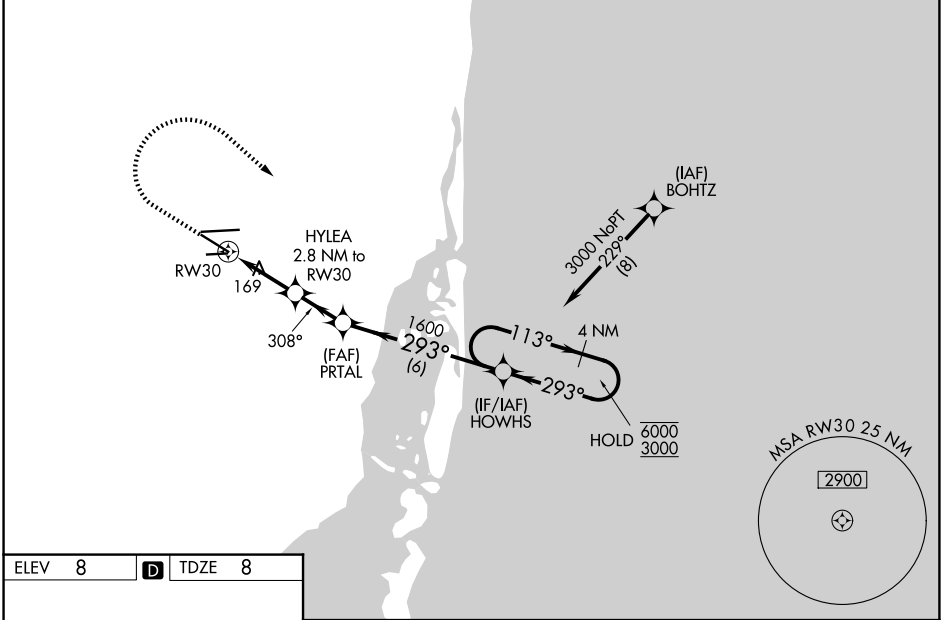 (IAF)
BOHTZ
3000 NoPT
229°
(8)
HYLEA
2.8 NM to
RW30
RW30
169
308°
(FAF)
PRTAL
1600
293°
(6)
113°
4 NM
293°
(IF/IAF)
HOWHS
HOLD
6000
3000
MSA RW30 25 NM
2900
ELEV 8 D TDZE 8